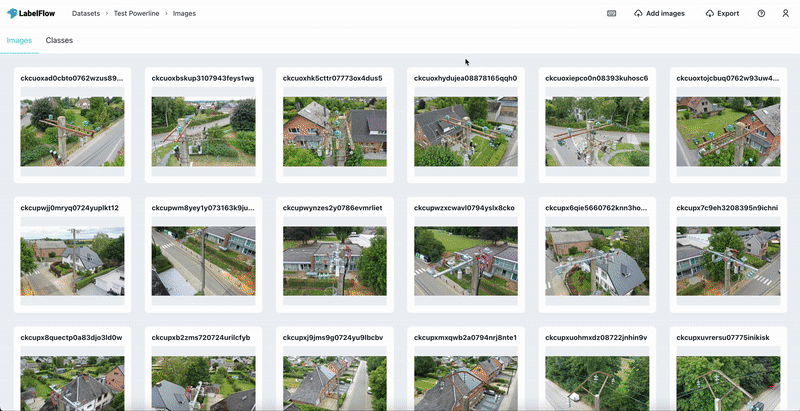 LabelFlow
Datasets > Test Powerline > Images
Add images
Export
Images
Classes
ckcuoxad0cbto0762wzus89...
ckcuoxbskup3107943feys1wg
ckcuoxhk5cttr07773ox4dus5
ckcuoxhydujea08878165qqh0
ckcuoxiepco0n08393kuhosc6
ckcuoxtojcbuq0762w93uw4...
ckcupwjj0mryq0724yuplkt12
ckcupwm8yey1y073163k9ju...
ckcupwynzes2y0786evmrliet
ckcupwzxcwavl0794yslx8cko
ckcupx6qie5660762knn3ho...
ckcupx7c9eh3208395n9ichni
ckcupx8quectp0a83djo3ld0w
ckcupxb2zms720724urilcfyb
ckcupxj9jms9g0724yu9lbcbv
ckcupxmxqwb2a0794nrj8nte1
ckcupxuohmxdz08722jnhin9v
ckcupxuvrersu07775inikisk